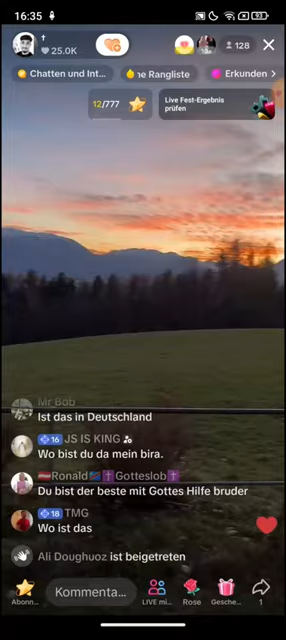 16:35
93
✝
25.0K
128
Chatten und Int...
ne Rangliste
Erkunden >
12/777
Live Fest-Ergebnis
prüfen
Mr Bob
Ist das in Deutschland
16 JS IS KING
Wo bist du da mein bira.
Ronald Gotteslob
Du bist der beste mit Gottes Hilfe bruder
18 TMG
Wo ist das
Ali Doughuoz ist beigetreten
Kommenta...
Abonn...
LIVE mi...
Rose
Gesche...
1